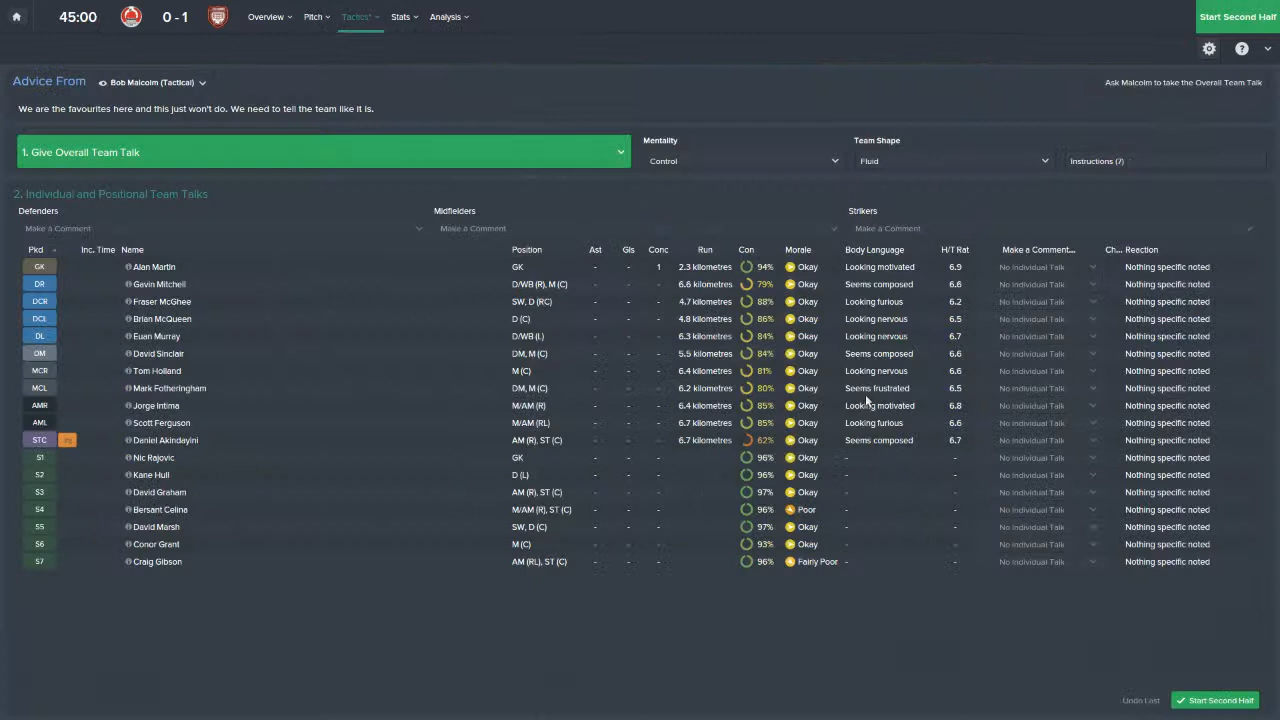 45:00 0 - 1 Overview Pitch Tactics* Stats Analysis Start Second Half
Advice From Bob Malcolm (Tactical) Ask Malcolm to take the Overall Team Talk
We are the favourites here and this just won't do. We need to tell the team like it is.
Mentality Team Shape
1. Give Overall Team Talk Control Fluid Instructions (7)
2. Individual and Positional Team Talks
Defenders Midfielders Strikers
Make a Comment Make a Comment Make a Comment
Pkd Inc. Time Name Position Ast Gls Conc Run Con Morale Body Language H/T Rat Make a Comment... Ch... Reaction
GK Alan Martin GK - - 1 2.3 kilometres 94% Okay Looking motivated 6.9 No Individual Talk Nothing specific noted
DR Gavin Mitchell D/WB (R), M (C) - - - 6.6 kilometres 79% Okay Seems composed 6.6 No Individual Talk Nothing specific noted
DCR Fraser McGhee SW, D (RC) - - - 4.7 kilometres 88% Okay Looking furious 6.2 No Individual Talk Nothing specific noted
DCL Brian McQueen D (C) - - - 4.8 kilometres 86% Okay Looking nervous 6.5 No Individual Talk Nothing specific noted
DL Euan Murray D/WB (L) - - - 6.3 kilometres 84% Okay Looking nervous 6.7 No Individual Talk Nothing specific noted
DM David Sinclair DM, M (C) - - - 5.5 kilometres 84% Okay Seems composed 6.6 No Individual Talk Nothing specific noted
MCR Tom Holland M (C) - - - 6.4 kilometres 81% Okay Looking nervous 6.6 No Individual Talk Nothing specific noted
MCL Mark Fotheringham DM, M (C) - - - 6.2 kilometres 80% Okay Seems frustrated 6.5 No Individual Talk Nothing specific noted
AMR Jorge Intima M/AM (R) - - - 6.4 kilometres 85% Okay Looking motivated 6.8 No Individual Talk Nothing specific noted
AML Scott Ferguson M/AM (RL) - - - 6.7 kilometres 85% Okay Looking furious 6.6 No Individual Talk Nothing specific noted
STC Inj Daniel Akindayini AM (R), ST (C) - - - 6.7 kilometres 62% Okay Seems composed 6.7 No Individual Talk Nothing specific noted
S1 Nic Rajovic GK - - - 96% Okay - - No Individual Talk Nothing specific noted
S2 Kane Hull D (L) - - - 96% Okay - - No Individual Talk Nothing specific noted
S3 David Graham AM (R), ST (C) - - - 97% Okay - - No Individual Talk Nothing specific noted
S4 Bersant Celina M/AM (R), ST (C) - - - 96% Poor - - No Individual Talk Nothing specific noted
S5 David Marsh SW, D (C) - - - 97% Okay - - No Individual Talk Nothing specific noted
S6 Conor Grant M (C) - - - 93% Okay - - No Individual Talk Nothing specific noted
S7 Craig Gibson AM (RL), ST (C) - - - 96% Fairly Poor - - No Individual Talk Nothing specific noted
Undo Last Start Second Half